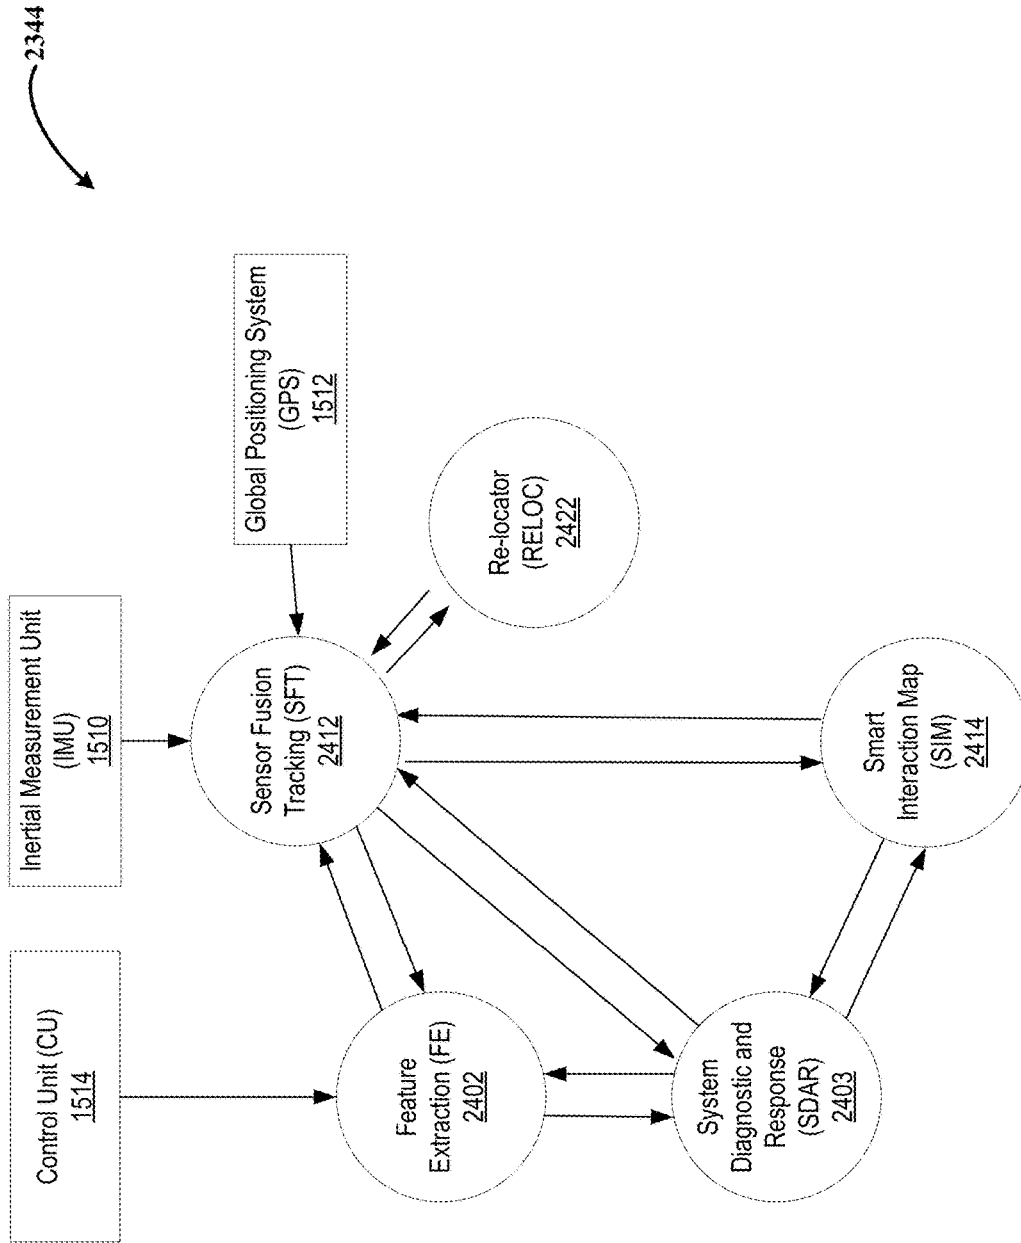 2344
Control Unit (CU)
1514
Inertial Measurement Unit
(IMU)
1510
Global Positioning System
(GPS)
1512
Feature
Extraction (FE)
2402
Sensor Fusion
Tracking (SFT)
2412
Re-locator
(RELOC)
2422
System
Diagnostic and
Response
(SDAR)
2403
Smart
Interaction Map
(SIM)
2414